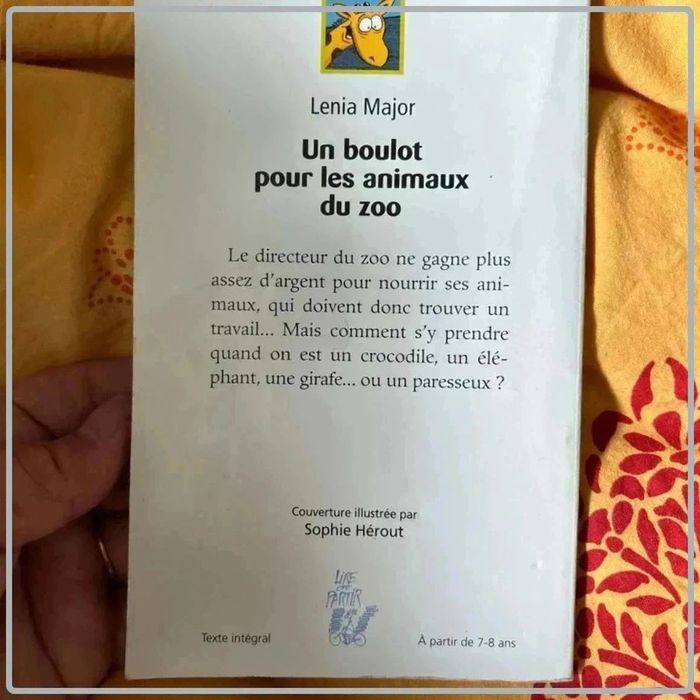 Lenia Major
Un boulot
pour les animaux
du zoo
Le directeur du zoo ne gagne plus
assez d'argent pour nourrir ses ani-
maux, qui doivent donc trouver un
travail... Mais comment s'y prendre
quand on est un crocodile, un élé-
phant, une girafe... ou un paresseux ?
Couverture illustrée par
Sophie Hérout
LIRE
C'EST
PARTIR
Texte intégral
À partir de 7-8 ans